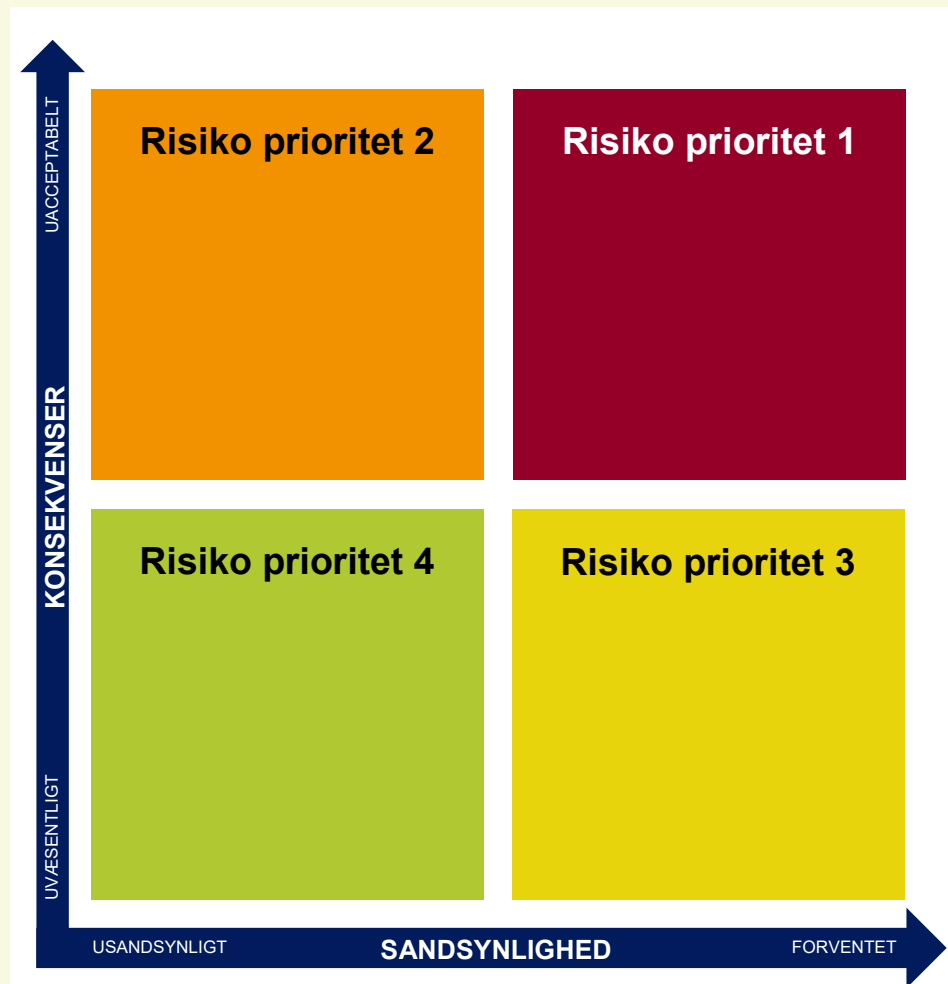 UACCEPTABELT
KONSEKVENSER
UVÆSENTLIGT
Risiko prioritet 2
Risiko prioritet 1
Risiko prioritet 4
Risiko prioritet 3
USANDSYNLIGT
SANDSYNLIGHED
FORVENTET